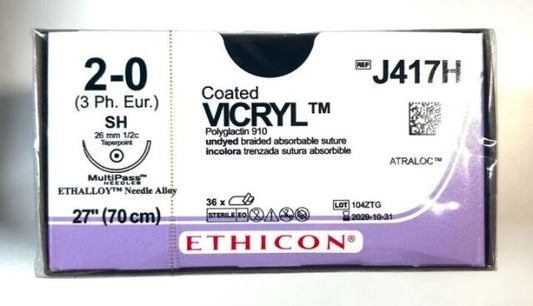 2-0
(3 Ph. Eur.)
SH
26 mm 1/2c
Taperpoint
MultiPass™
NEEDLES
ETHALLOY™ Needle Alloy
27" (70 cm)
Coated
VICRYL™
Polyglactin 910
undyed braided absorbable suture
incolora trenzada sutura absorbible
36 x
STERILE EO
REF J417H
ATRALOC™
LOT 104ZTG
2029-10-31
ETHICON®